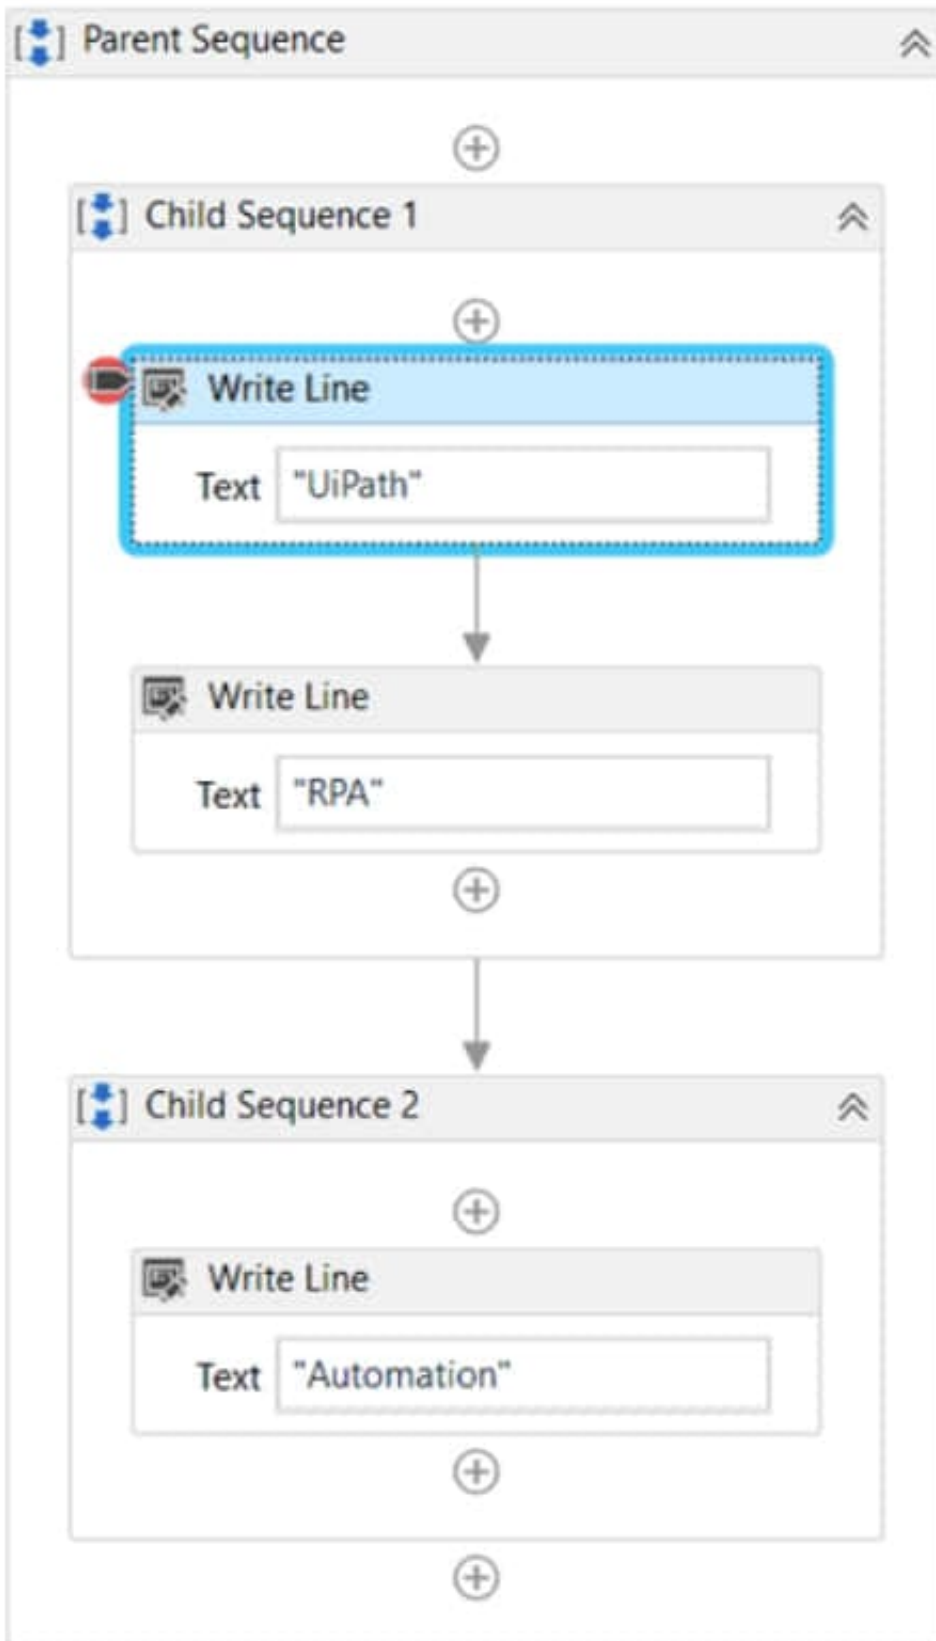 Parent Sequence
Child Sequence 1
Write Line
Text "UiPath"
Write Line
Text "RPA"
Child Sequence 2
Write Line
Text "Automation"